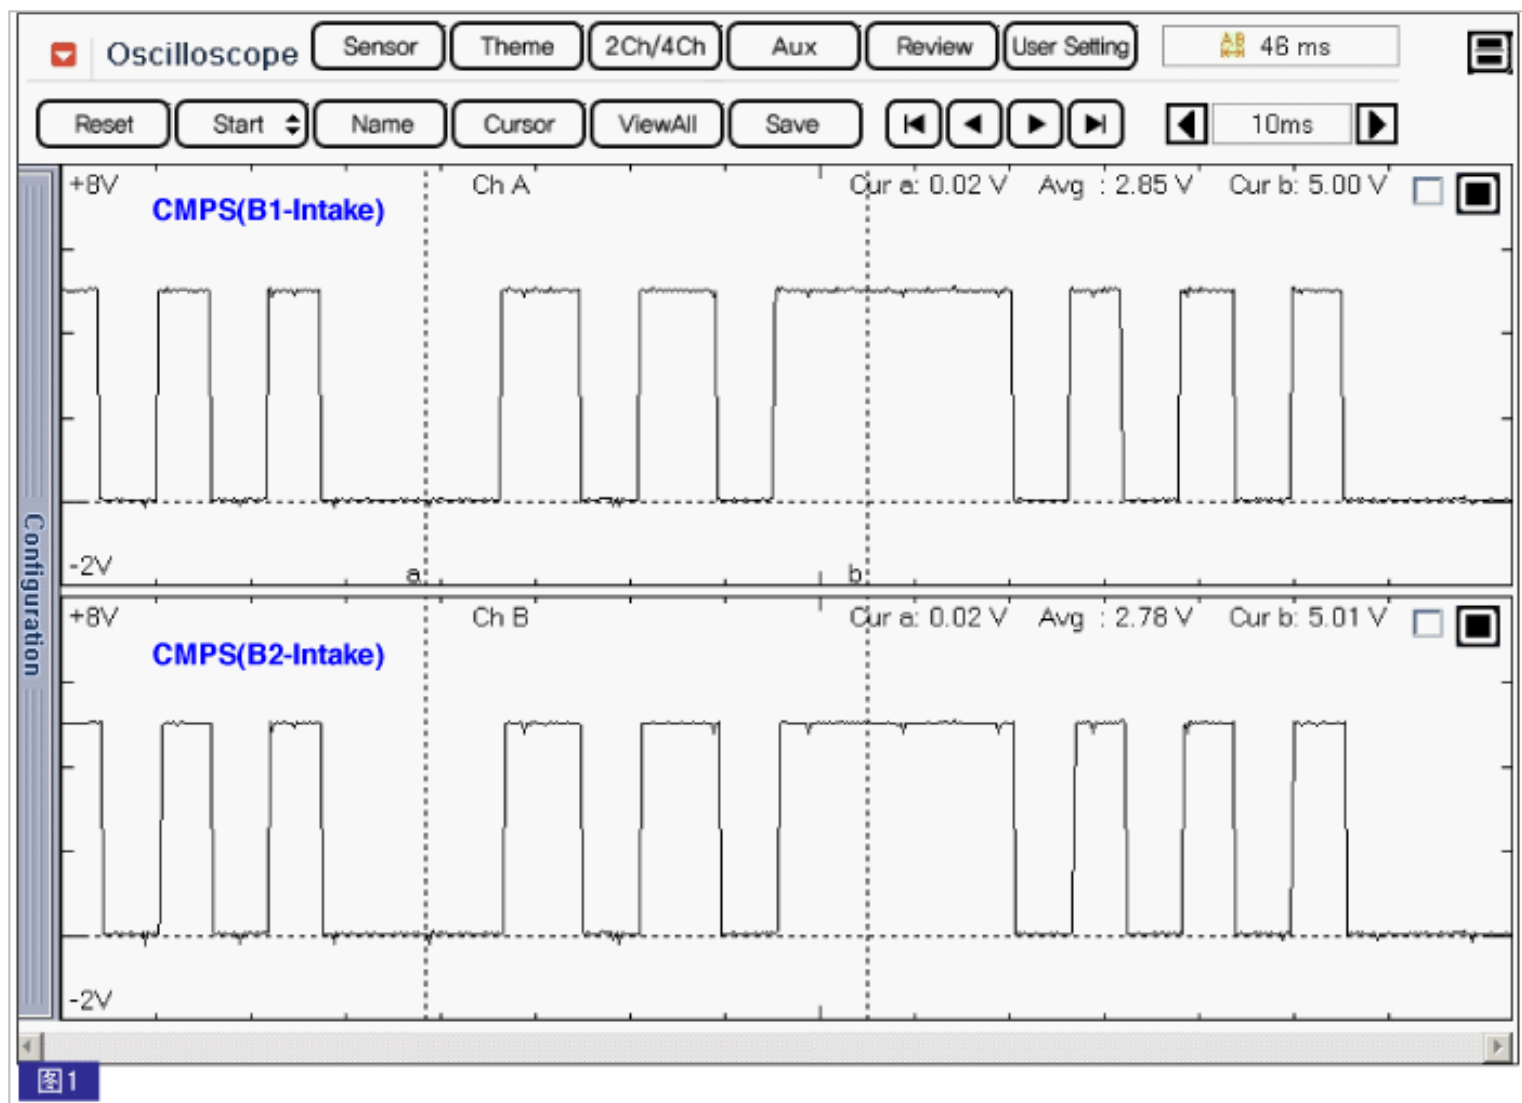 Oscilloscope Sensor Theme 2Ch/4Ch Aux Review User Setting AB 46 ms
Reset Start Name Cursor ViewAll Save 10ms
Configuration
+8V Ch A Cur a: 0.02 V Avg : 2.85 V Cur b: 5.00 V
CMPS(B1-Intake)
-2V a b
+8V Ch B Cur a: 0.02 V Avg : 2.78 V Cur b: 5.01 V
CMPS(B2-Intake)
-2V
图1